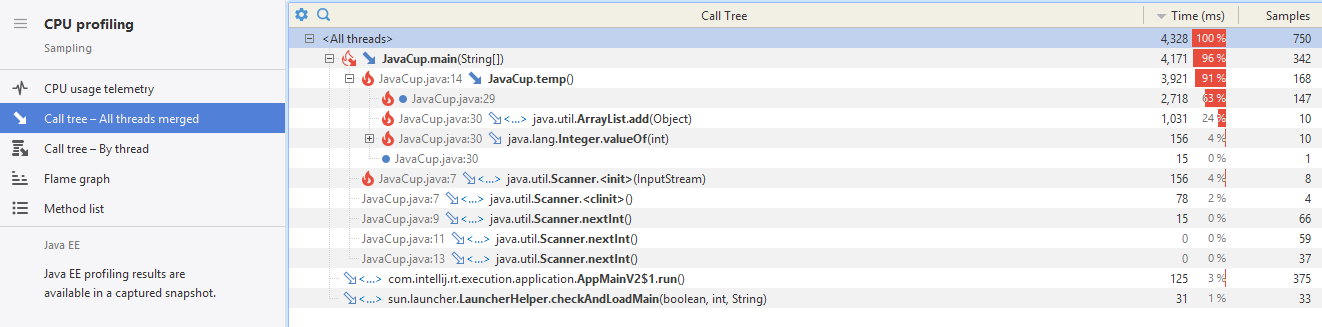 CPU profiling
Sampling
CPU usage telemetry
Call tree – All threads merged
Call tree – By thread
Flame graph
Method list
Java EE
Java EE profiling results are
available in a captured snapshot.
Call Tree Time (ms) Samples
<All threads> 4,328 100 % 750
JavaCup.main(String[]) 4,171 96 % 342
JavaCup.java:14 JavaCup.temp() 3,921 91 % 168
JavaCup.java:29 2,718 63 % 147
JavaCup.java:30 <...> java.util.ArrayList.add(Object) 1,031 24 % 10
JavaCup.java:30 <...> java.lang.Integer.valueOf(int) 156 4 % 10
JavaCup.java:30 15 0 % 1
JavaCup.java:7 <...> java.util.Scanner.<init>(InputStream) 156 4 % 8
JavaCup.java:7 <...> java.util.Scanner.<clinit>() 78 2 % 4
JavaCup.java:9 <...> java.util.Scanner.nextInt() 15 0 % 66
JavaCup.java:11 <...> java.util.Scanner.nextInt() 0 0 % 59
JavaCup.java:13 <...> java.util.Scanner.nextInt() 0 0 % 37
<...> com.intellij.rt.execution.application.AppMainV2$1.run() 125 3 % 375
<...> sun.launcher.LauncherHelper.checkAndLoadMain(boolean, int, String) 31 1 % 33